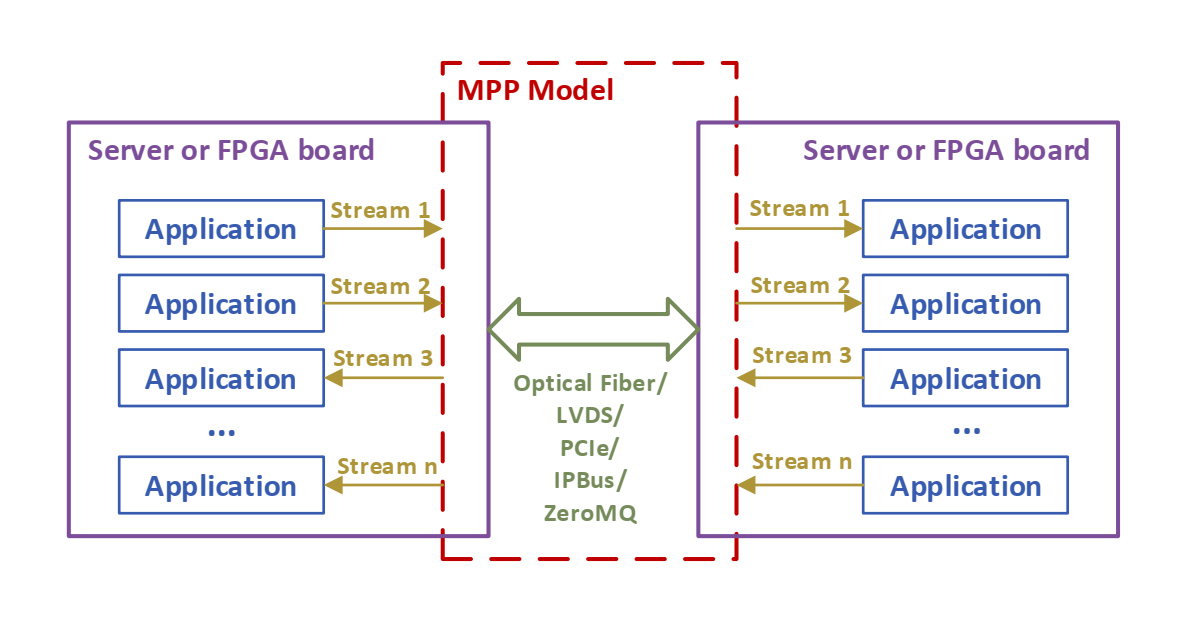 MPP Model
Server or FPGA board
Server or FPGA board
Application
Stream 1
Stream 1
Application
Application
Stream 2
Stream 2
Application
Application
Stream 3
Stream 3
Application
...
...
Application
Stream n
Stream n
Application
Optical Fiber/
LVDS/
PCIe/
IPBus/
ZeroMQ